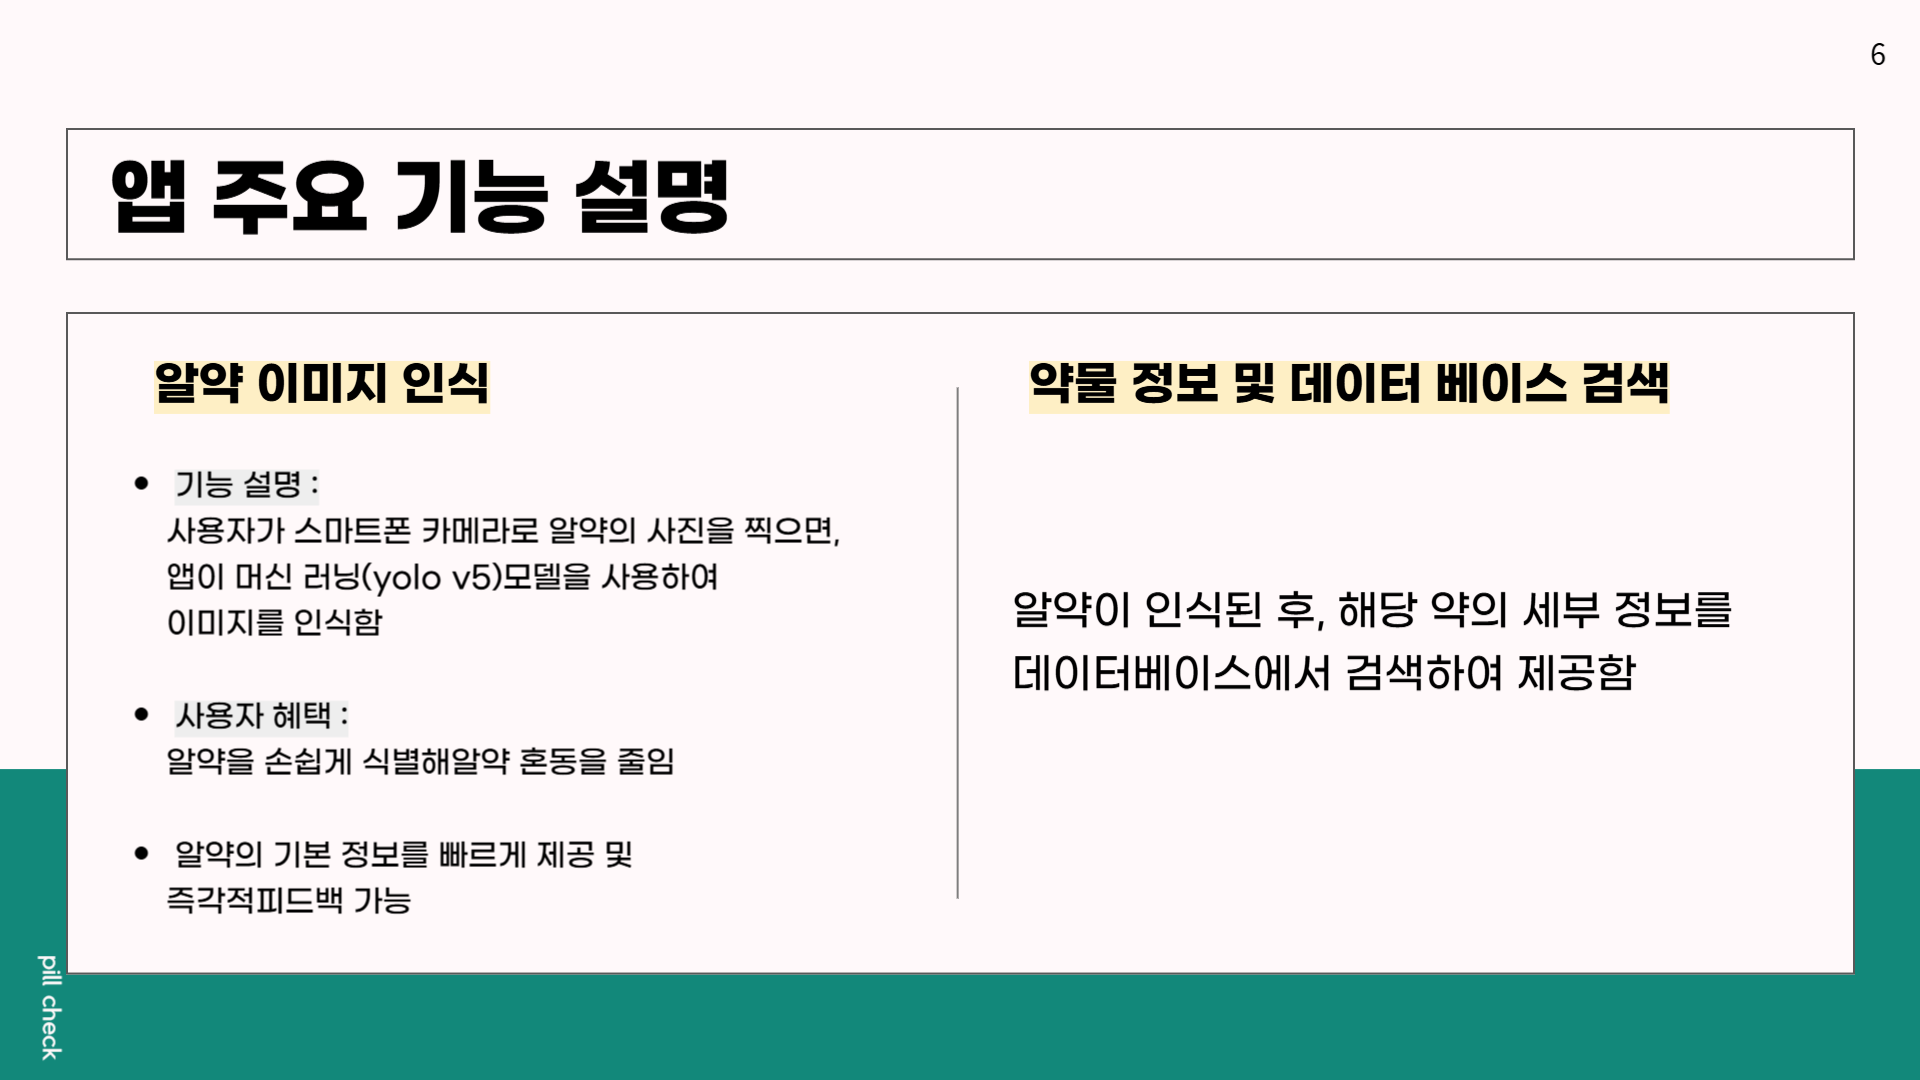 6
앱 주요 기능 설명
알약 이미지 인식
• 기능 설명 :
사용자가 스마트폰 카메라로 알약의 사진을 찍으면,
앱이 머신 러닝(yolo v5)모델을 사용하여
이미지를 인식함
• 사용자 혜택 :
알약을 손쉽게 식별해알약 혼동을 줄임
• 알약의 기본 정보를 빠르게 제공 및
즉각적피드백 가능
약물 정보 및 데이터 베이스 검색
알약이 인식된 후, 해당 약의 세부 정보를
데이터베이스에서 검색하여 제공함
pill check